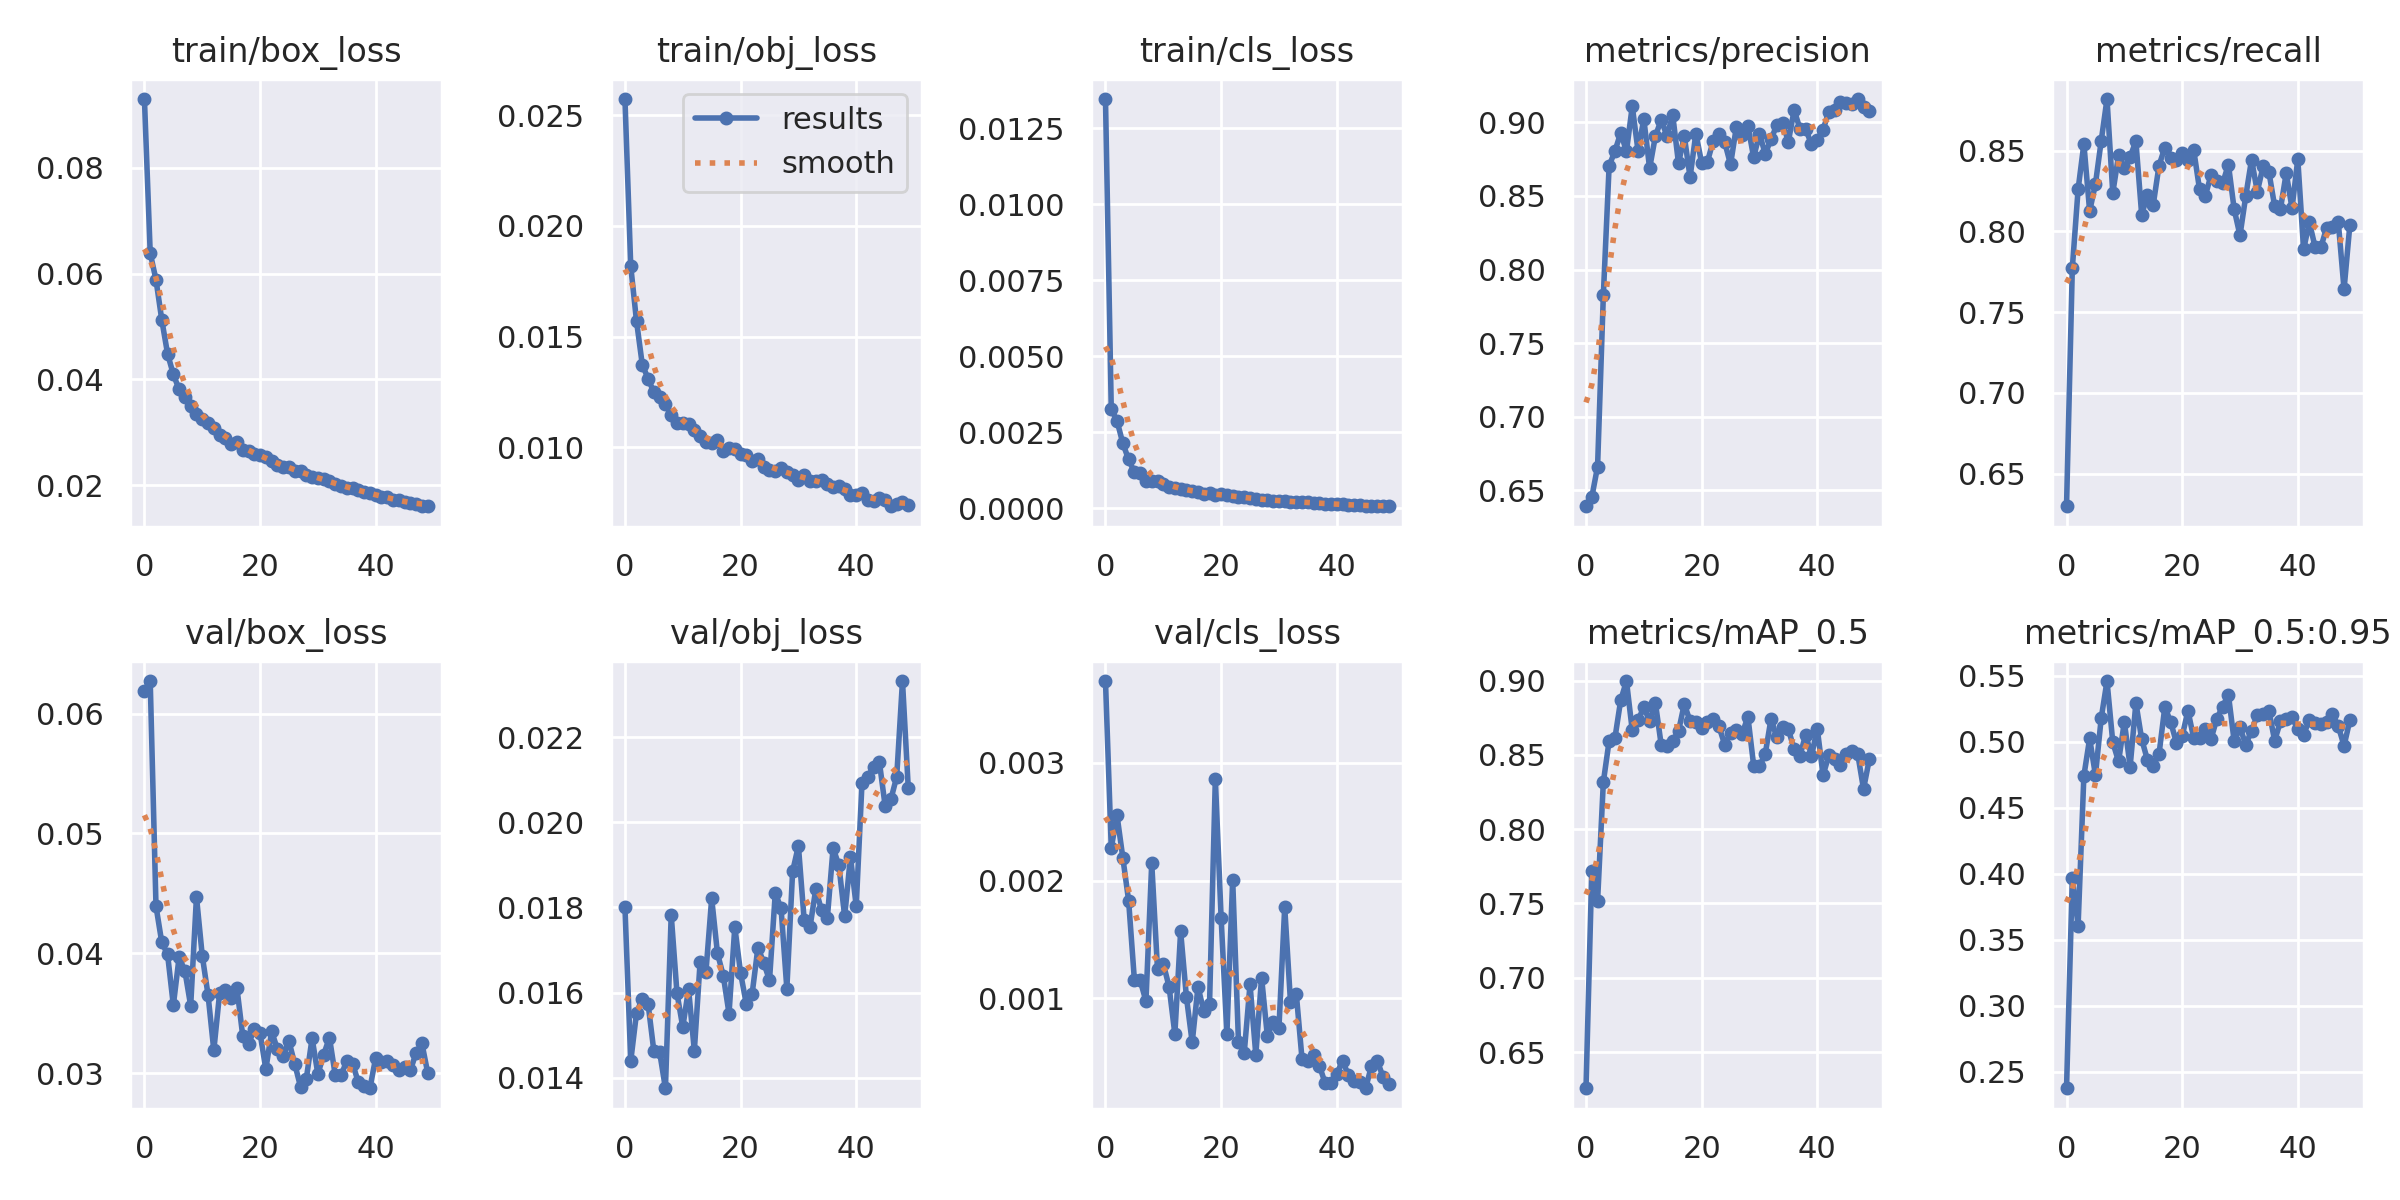 train/box_loss
0.08
0.06
0.04
0.02
0 20 40
train/obj_loss
results
smooth
0.025
0.020
0.015
0.010
0 20 40
train/cls_loss
0.0125
0.0100
0.0075
0.0050
0.0025
0.0000
0 20 40
metrics/precision
0.90
0.85
0.80
0.75
0.70
0.65
0 20 40
metrics/recall
0.85
0.80
0.75
0.70
0.65
0 20 40
val/box_loss
0.06
0.05
0.04
0.03
0 20 40
val/obj_loss
0.022
0.020
0.018
0.016
0.014
0 20 40
val/cls_loss
0.003
0.002
0.001
0 20 40
metrics/mAP_0.5
0.90
0.85
0.80
0.75
0.70
0.65
0 20 40
metrics/mAP_0.5:0.95
0.55
0.50
0.45
0.40
0.35
0.30
0.25
0 20 40